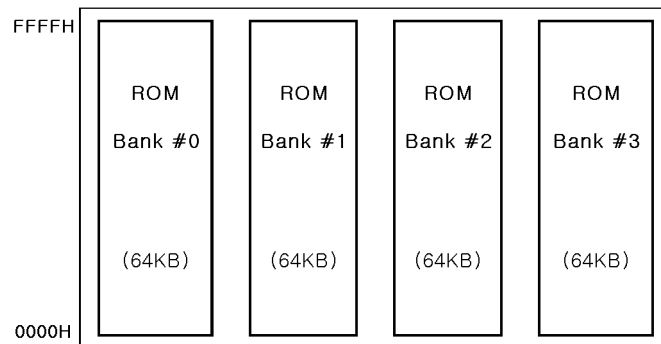 FFFFH
ROM ROM ROM ROM
Bank #0 Bank #1 Bank #2 Bank #3
(64KB) (64KB) (64KB) (64KB)
0000H